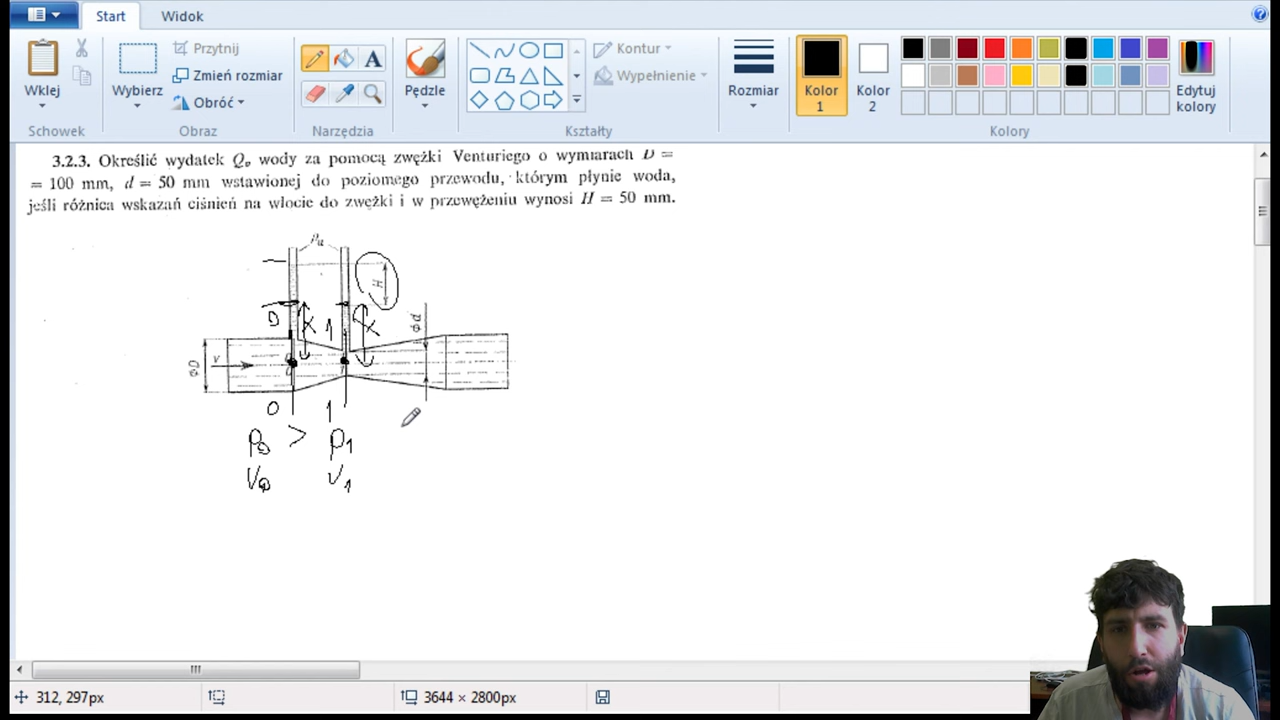 Start Widok
Wklej
Przytnij
Wybierz
Zmień rozmiar
Obróć
A
Pędzle
Kontur
Wypełnienie
Rozmiar
Kolor 1
Kolor 2
Edytuj kolory
Schowek Obraz Narzędzia Kształty Kolory
3.2.3. Określić wydatek Qv wody za pomocą zwężki Venturiego o wymiarach D =
= 100 mm, d = 50 mm wstawionej do poziomego przewodu, którym płynie woda,
jeśli różnica wskazań ciśnień na wlocie do zwężki i w przewężeniu wynosi H = 50 mm.
Pa
H
0 x 1 x ϕd
ϕD v
0 1
p0 > p1
V0 V1
312, 297px 3644 × 2800px